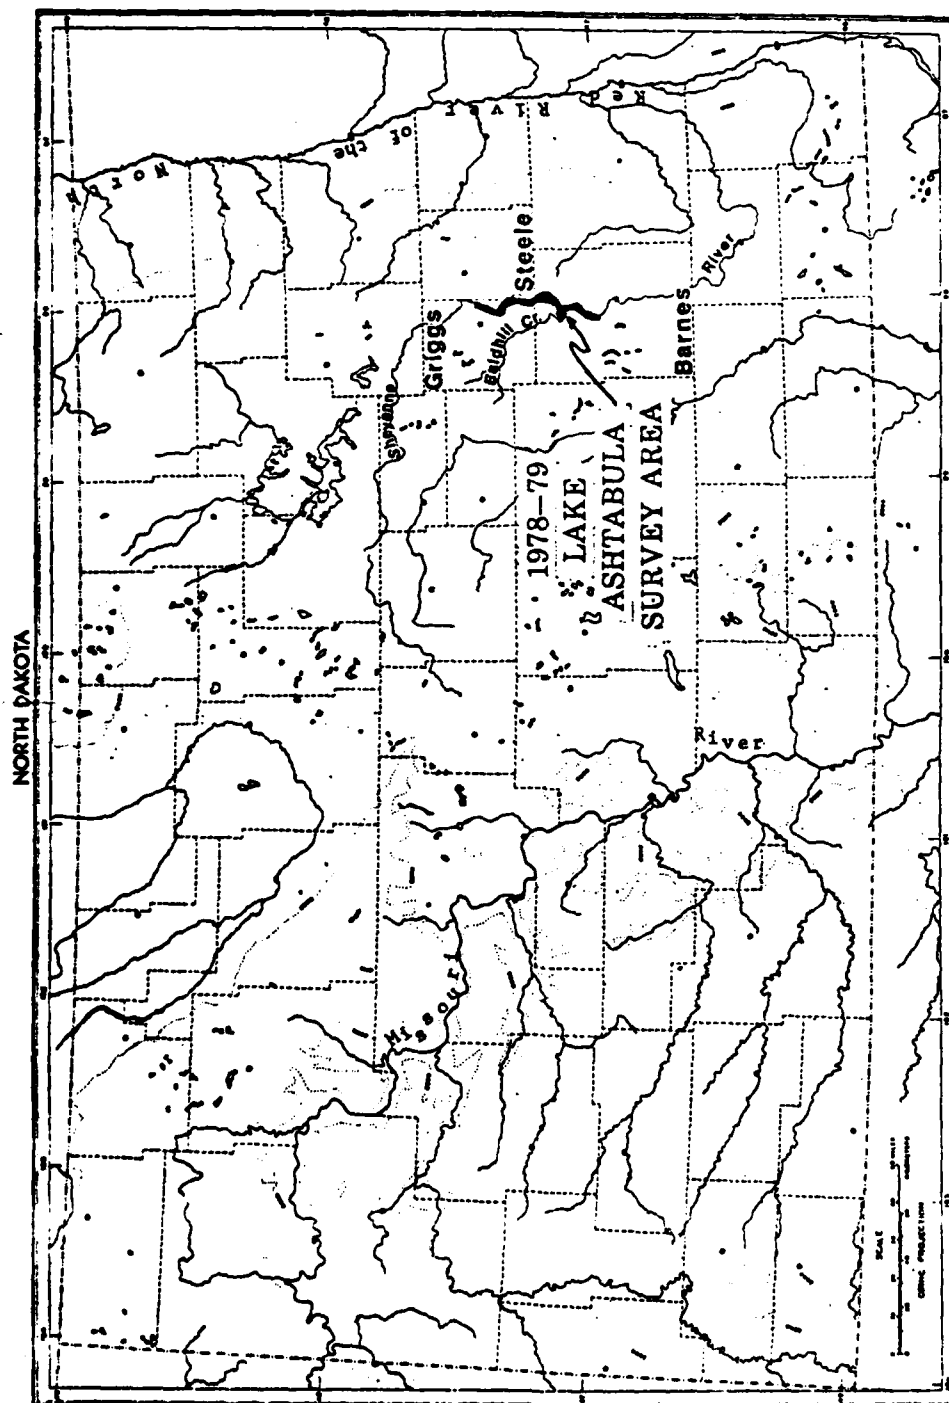 NORTH DAKOTA
Red River
of the
North
Steele
Griggs
Baldhill C.
Sheyenne
River
Barnes
1978-79
LAKE
ASHTABULA
SURVEY AREA
Missouri
River
SCALE